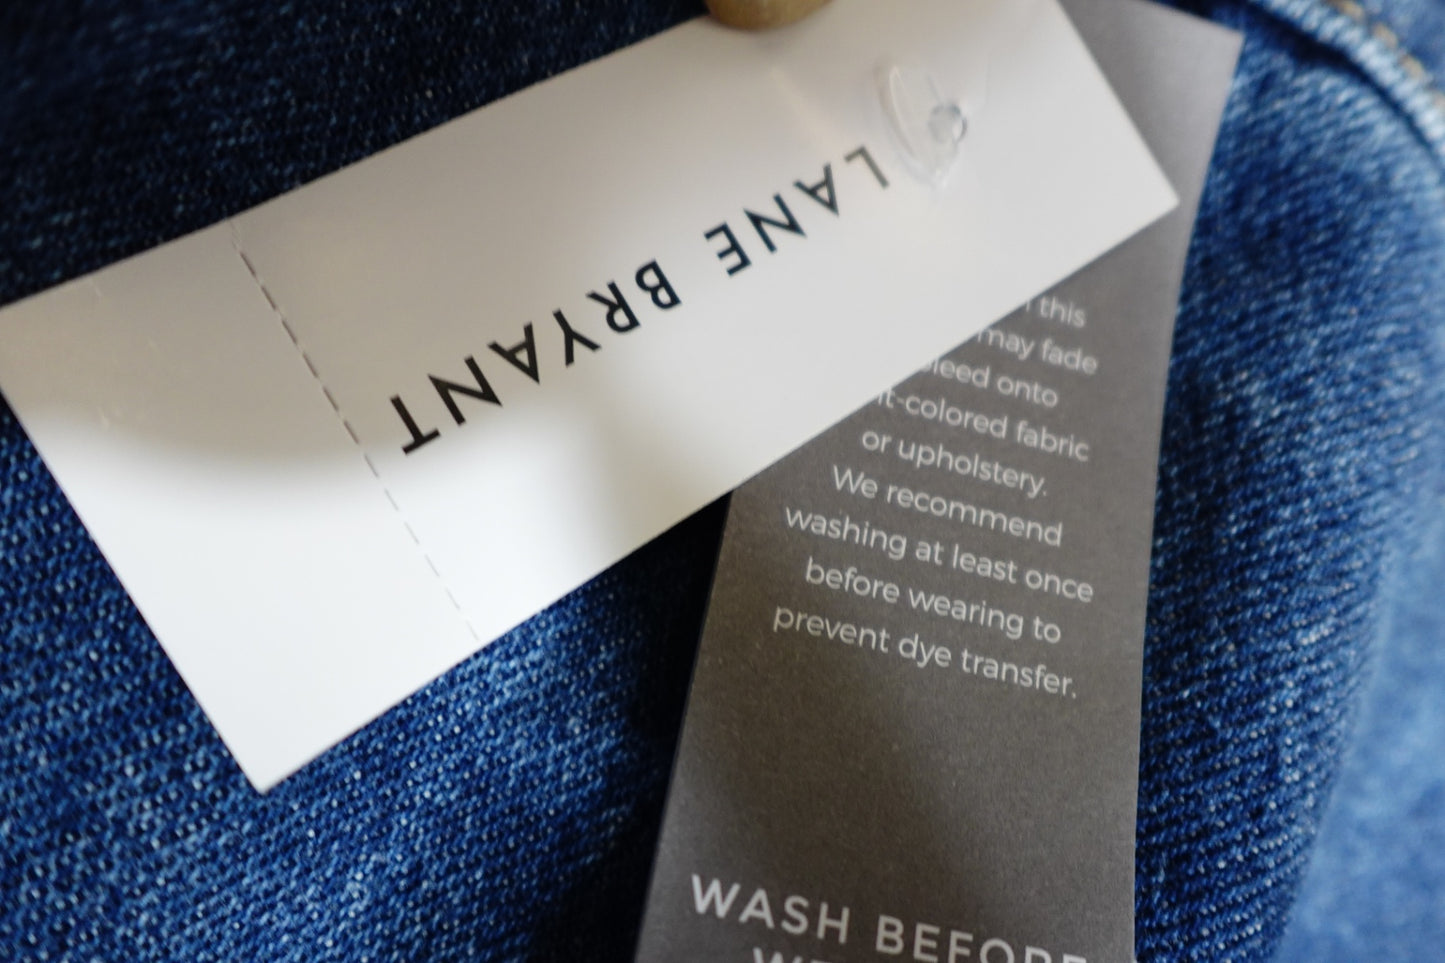 LANE BRYANT
this
may fade
onto
fabric
or upholstery.
We recommend
washing at least once
before wearing to
prevent dye transfer.
WASH BEFORE